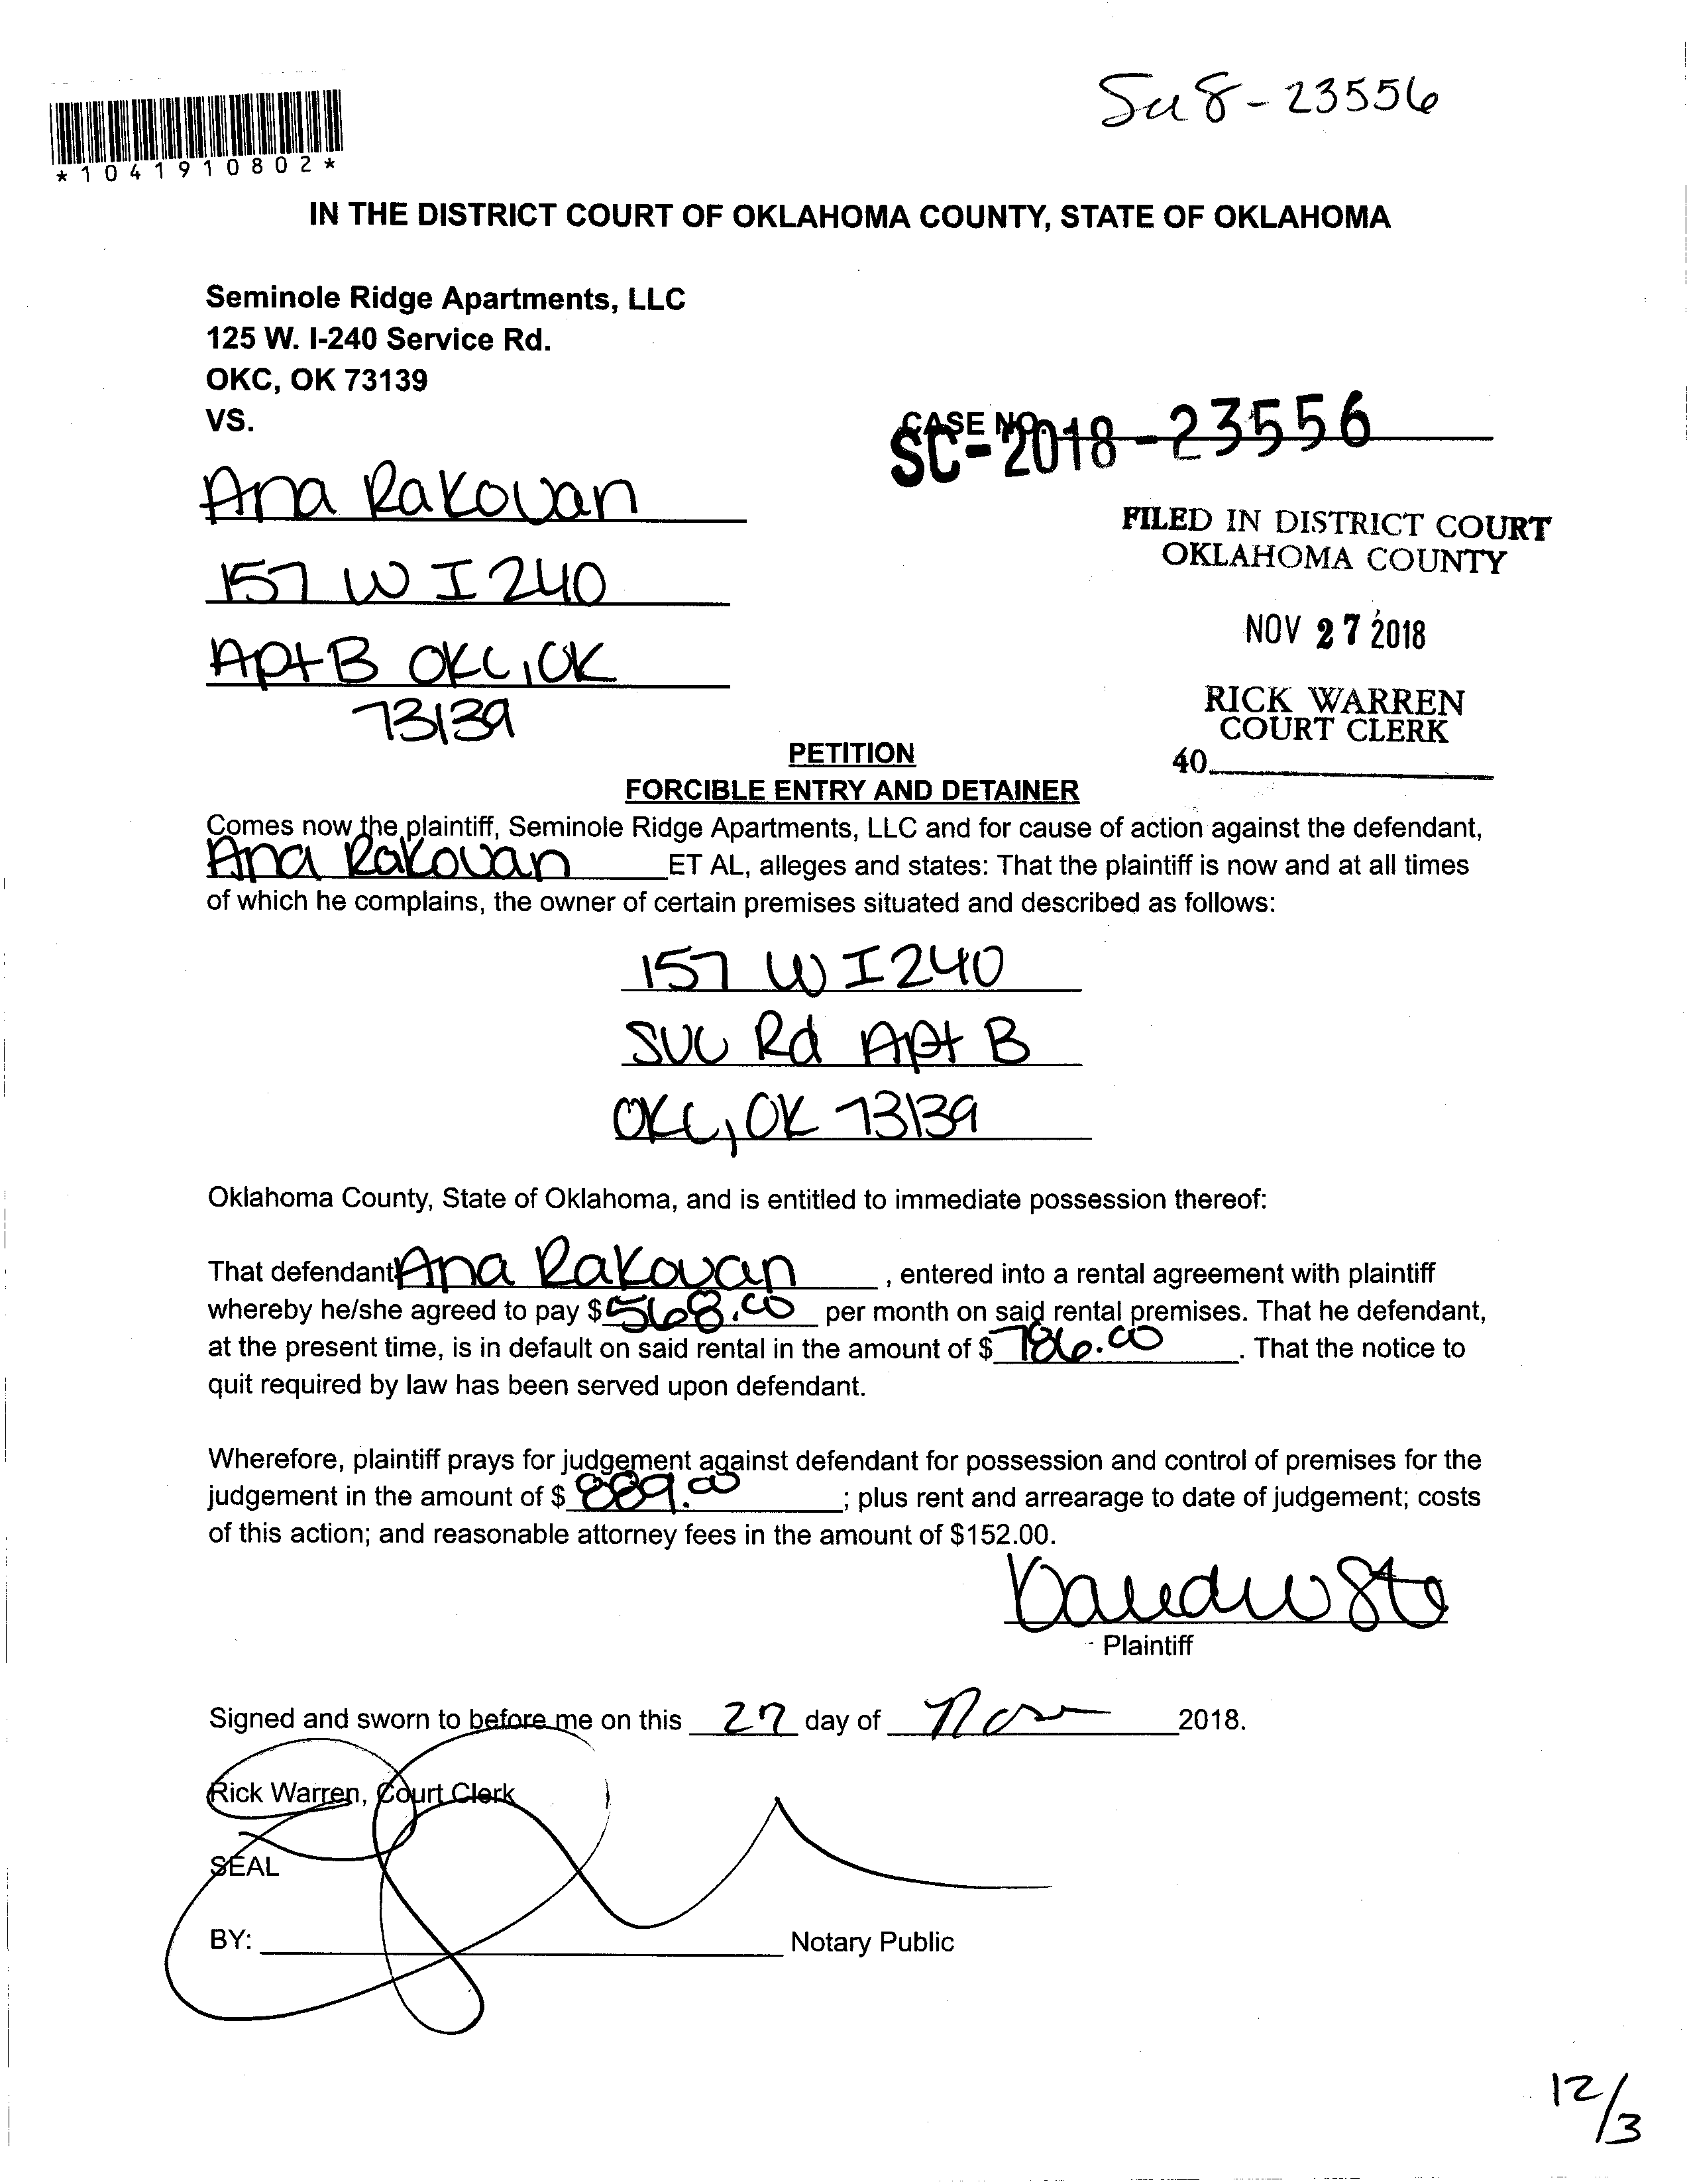 Su8-23556
*1041910802*
IN THE DISTRICT COURT OF OKLAHOMA COUNTY, STATE OF OKLAHOMA
Seminole Ridge Apartments, LLC
125 W. I-240 Service Rd.
OKC, OK 73139
VS.
CASE NO.
SC-2018-23556
Ana Rakovan
157 W I 240
Apt B OKC, OK
73139
FILED IN DISTRICT COURT
OKLAHOMA COUNTY
NOV 27 2018
RICK WARREN
COURT CLERK
40
PETITION
FORCIBLE ENTRY AND DETAINER
Comes now the plaintiff, Seminole Ridge Apartments, LLC and for cause of action against the defendant,
Ana Rakovan ET AL, alleges and states: That the plaintiff is now and at all times
of which he complains, the owner of certain premises situated and described as follows:
157 W I 240
SVC Rd Apt B
OKC, OK 73139
Oklahoma County, State of Oklahoma, and is entitled to immediate possession thereof:
That defendant Ana Rakovan, entered into a rental agreement with plaintiff
whereby he/she agreed to pay $568.00 per month on said rental premises. That he defendant,
at the present time, is in default on said rental in the amount of $786.00. That the notice to
quit required by law has been served upon defendant.
Wherefore, plaintiff prays for judgement against defendant for possession and control of premises for the
judgement in the amount of $889.00; plus rent and arrearage to date of judgement; costs
of this action; and reasonable attorney fees in the amount of $152.00.
- Plaintiff
Signed and sworn to before me on this 27 day of Nov 2018.
Rick Warren, Court Clerk
SEAL
BY: Notary Public
12/3